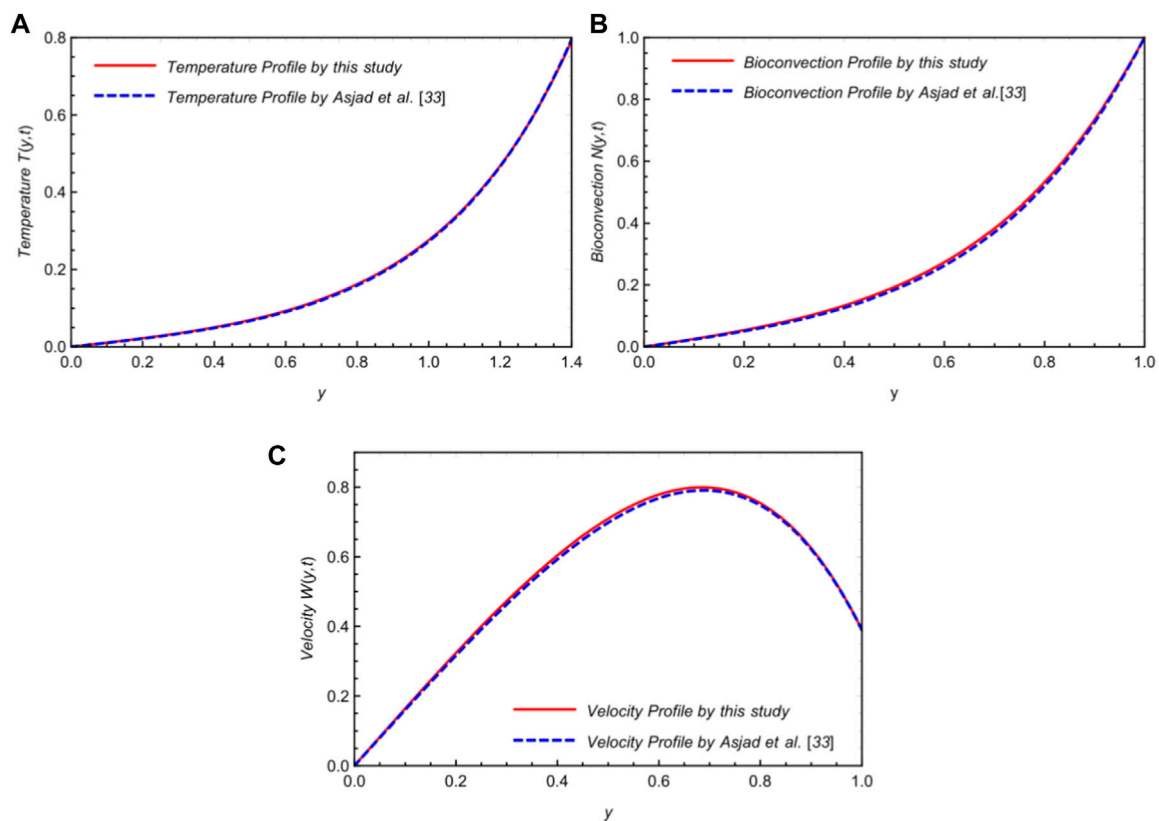 A
Temperature Profile by this study
Temperature Profile by Asjad et al. [33]
Temperature T(y,t)
0.8
0.6
0.4
0.2
0.0
0.0 0.2 0.4 0.6 0.8 1.0 1.2 1.4
y
B
Bioconvection Profile by this study
Bioconvection Profile by Asjad et al.[33]
Bioconvection N(y,t)
1.0
0.8
0.6
0.4
0.2
0.0
0.0 0.2 0.4 0.6 0.8 1.0
y
C
Velocity W(y,t)
0.8
0.6
0.4
0.2
0.0
Velocity Profile by this study
Velocity Profile by Asjad et al. [33]
0.0 0.2 0.4 0.6 0.8 1.0
y